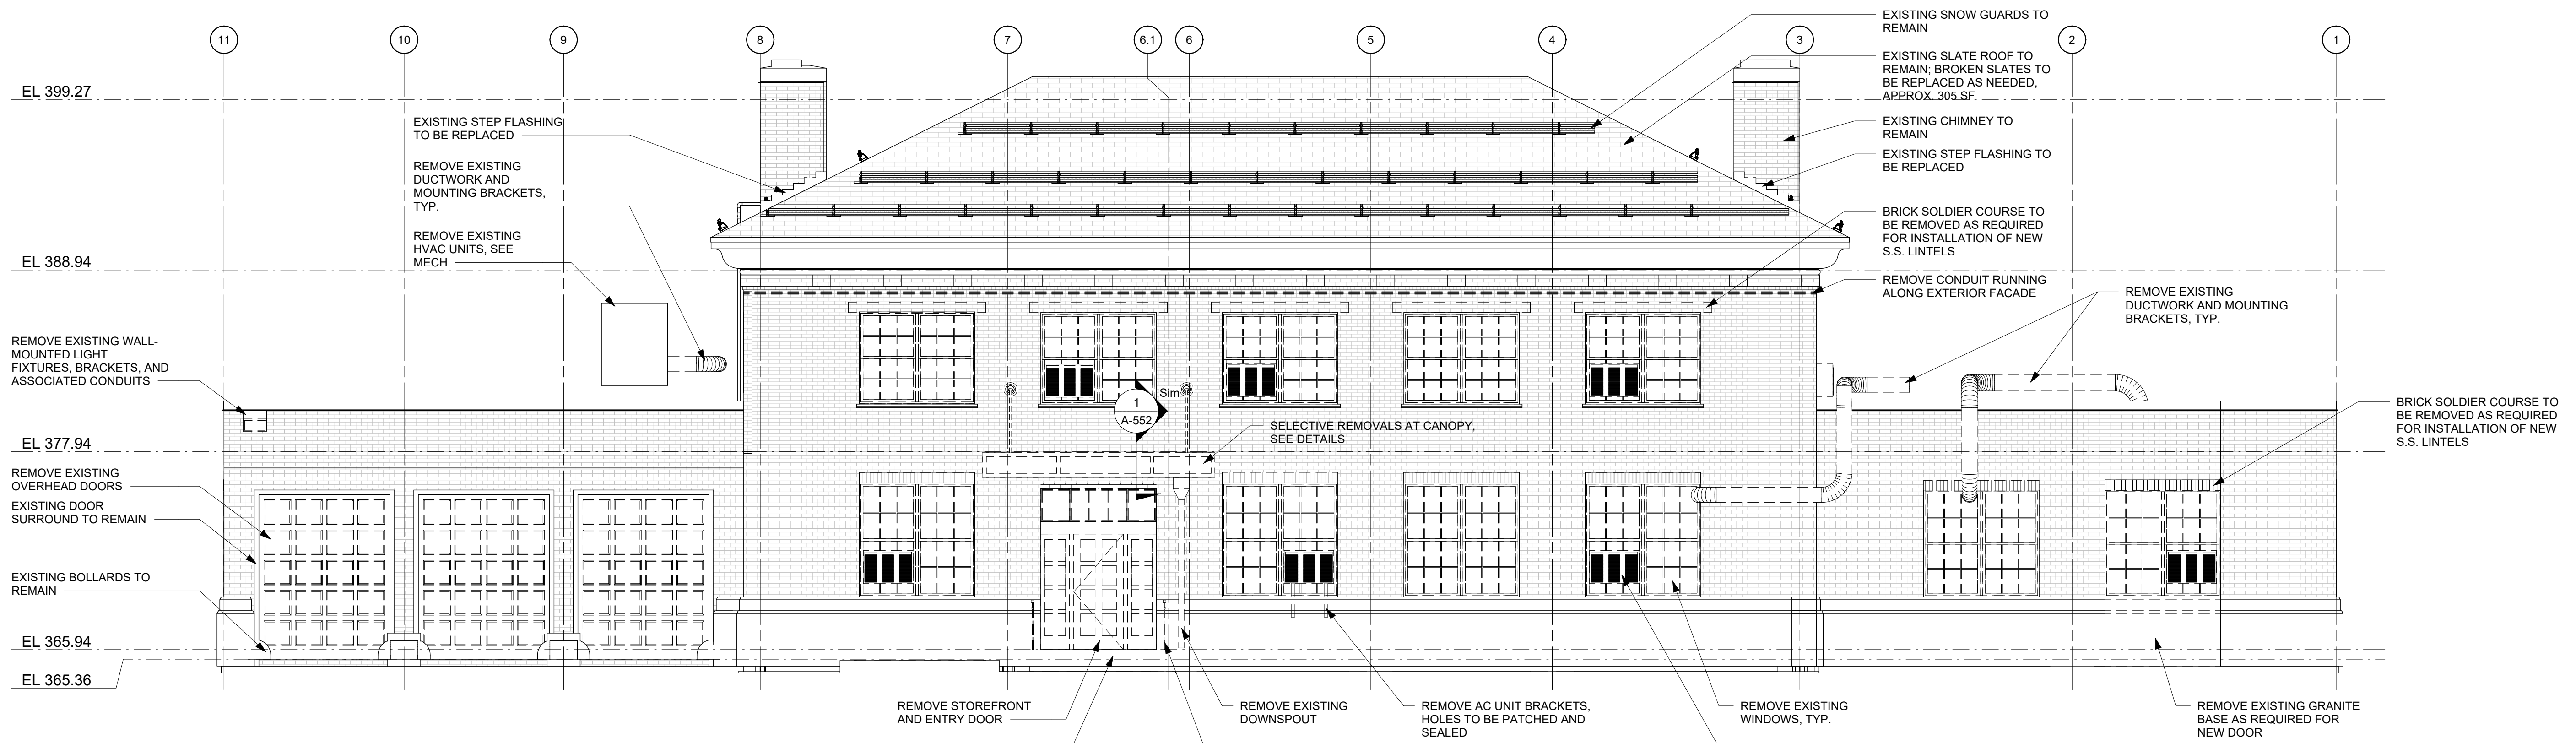 11
10
9
8
7
6.1
6
5
4
3
2
1
EL 399.27
EL 388.94
EL 377.94
EL 365.94
EL 365.36
EXISTING STEP FLASHING
TO BE REPLACED
REMOVE EXISTING
DUCTWORK AND
MOUNTING BRACKETS,
TYP.
REMOVE EXISTING
HVAC UNITS, SEE
MECH
REMOVE EXISTING WALL-
MOUNTED LIGHT
FIXTURES, BRACKETS, AND
ASSOCIATED CONDUITS
REMOVE EXISTING
OVERHEAD DOORS
EXISTING DOOR
SURROUND TO REMAIN
EXISTING BOLLARDS TO
REMAIN
EXISTING SNOW GUARDS TO
REMAIN
EXISTING SLATE ROOF TO
REMAIN; BROKEN SLATES TO
BE REPLACED AS NEEDED,
APPROX. 305 SF
EXISTING CHIMNEY TO
REMAIN
EXISTING STEP FLASHING TO
BE REPLACED
BRICK SOLDIER COURSE TO
BE REMOVED AS REQUIRED
FOR INSTALLATION OF NEW
S.S. LINTELS
REMOVE CONDUIT RUNNING
ALONG EXTERIOR FACADE
REMOVE EXISTING
DUCTWORK AND MOUNTING
BRACKETS, TYP.
BRICK SOLDIER COURSE TO
BE REMOVED AS REQUIRED
FOR INSTALLATION OF NEW
S.S. LINTELS
1
A-552
Sim
SELECTIVE REMOVALS AT CANOPY,
SEE DETAILS
REMOVE STOREFRONT
AND ENTRY DOOR
REMOVE EXISTING
DOWNSPOUT
REMOVE AC UNIT BRACKETS,
HOLES TO BE PATCHED AND
SEALED
REMOVE EXISTING
WINDOWS, TYP.
REMOVE EXISTING GRANITE
BASE AS REQUIRED FOR
NEW DOOR